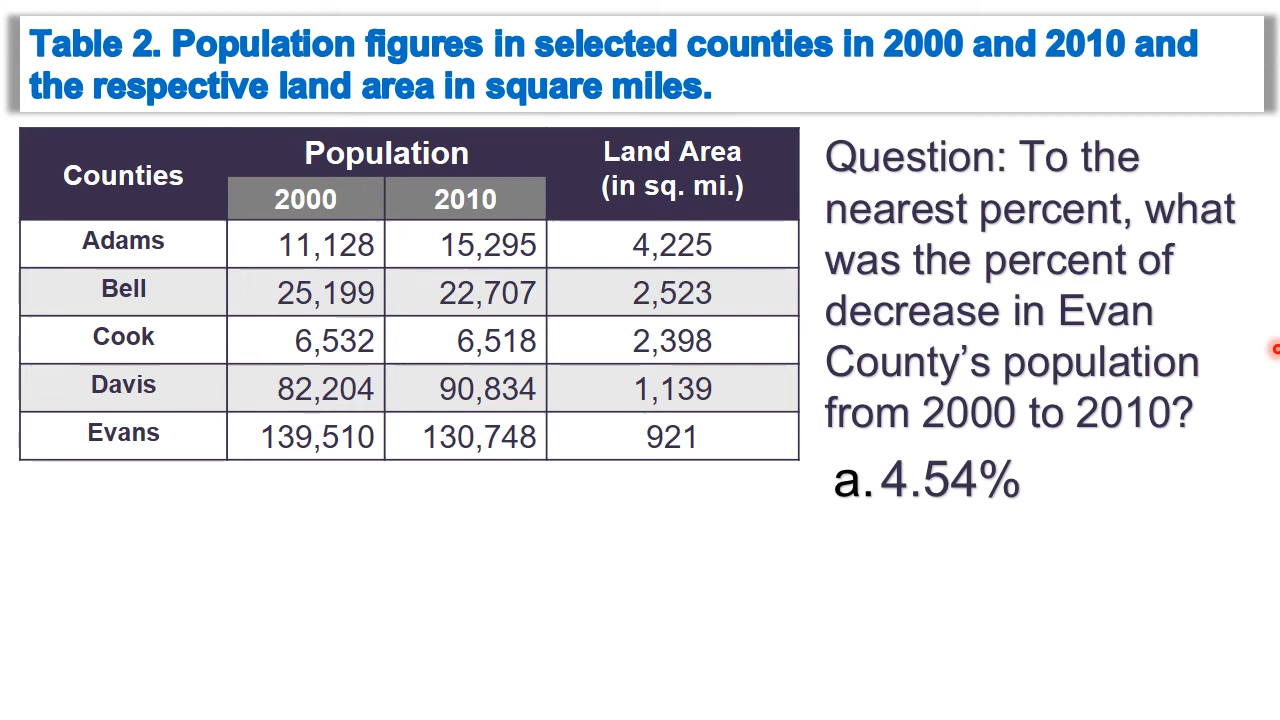 Table 2. Population figures in selected counties in 2000 and 2010 and
the respective land area in square miles.
Counties Population Land Area
(in sq. mi.)
2000 2010
Adams 11,128 15,295 4,225
Bell 25,199 22,707 2,523
Cook 6,532 6,518 2,398
Davis 82,204 90,834 1,139
Evans 139,510 130,748 921
Question: To the
nearest percent, what
was the percent of
decrease in Evan
County’s population
from 2000 to 2010?
a. 4.54%